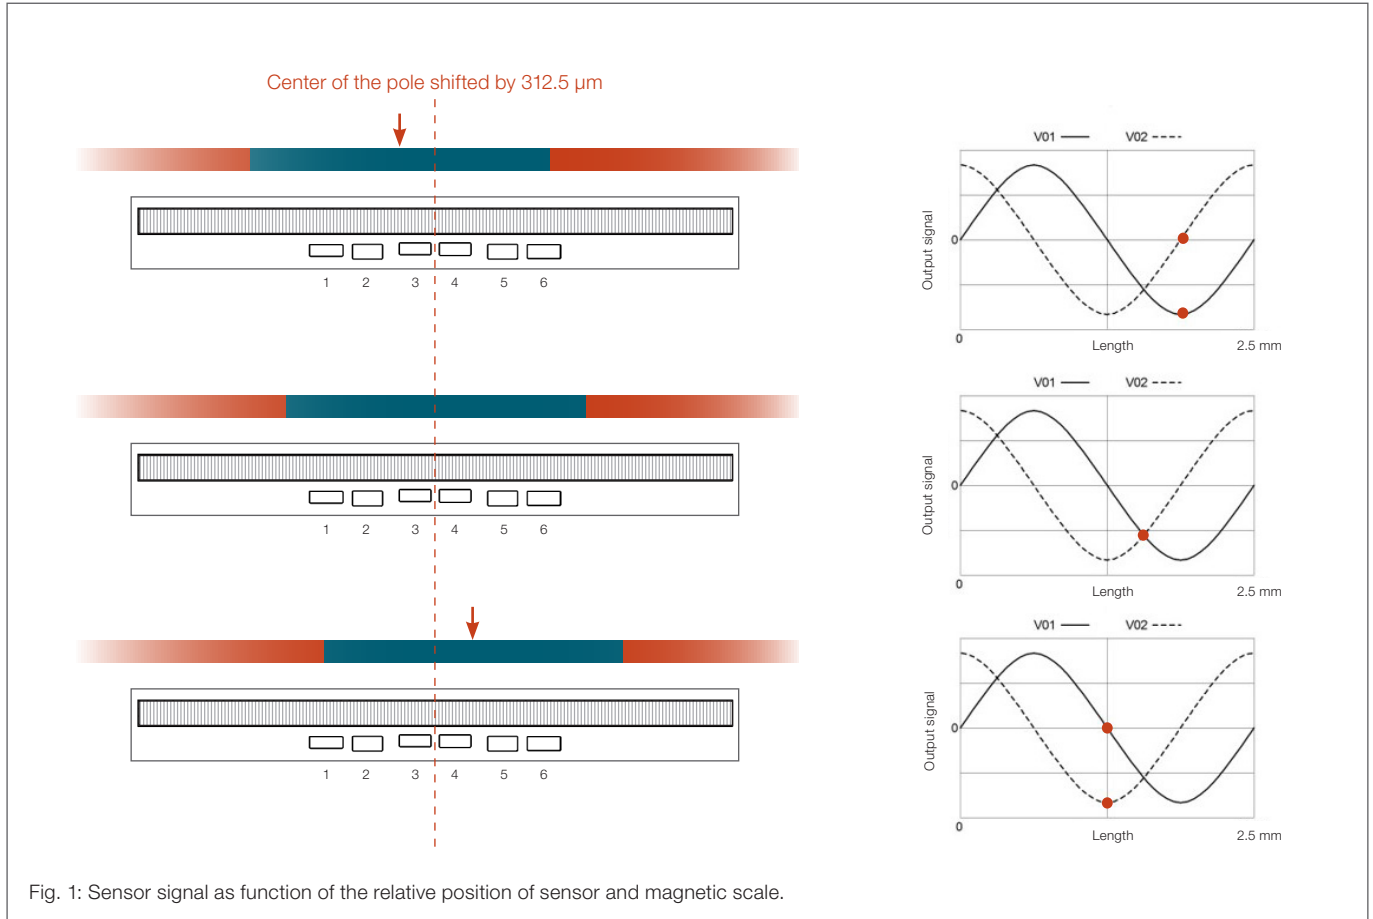 Center of the pole shifted by 312.5 µm
1 2 3 4 5 6
V01 V02
Output signal
0
0
Length
2.5 mm
1 2 3 4 5 6
V01 V02
Output signal
0
0
Length
2.5 mm
1 2 3 4 5 6
V01 V02
Output signal
0
0
Length
2.5 mm
Fig. 1: Sensor signal as function of the relative position of sensor and magnetic scale.